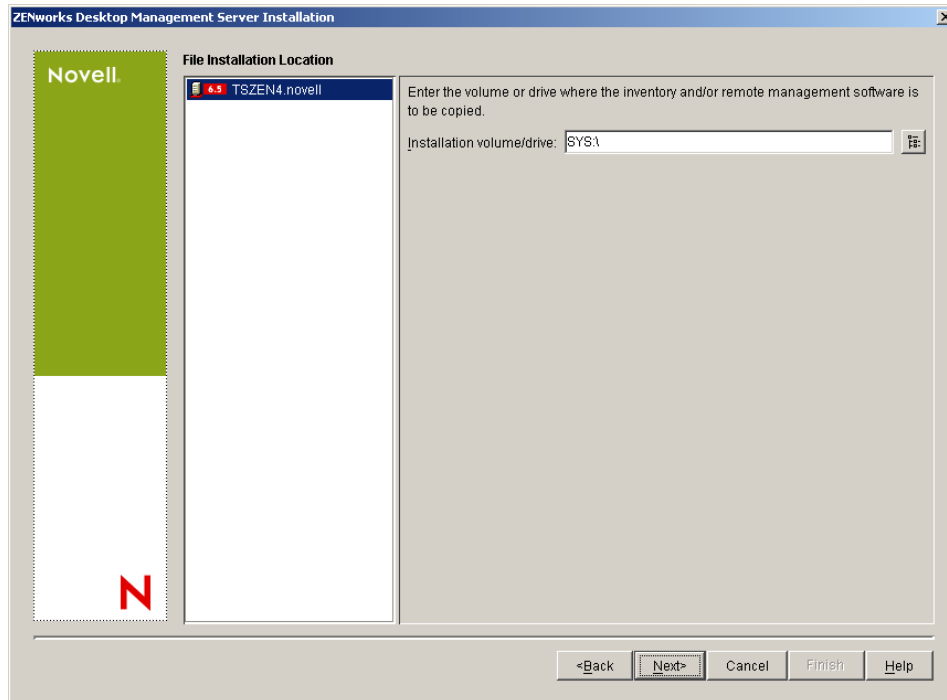 ZENworks Desktop Management Server Installation
Novell.
File Installation Location
6.5 TSZEN4.novell
Enter the volume or drive where the inventory and/or remote management software is
to be copied.
Installation volume/drive: SYS:\
N
<Back Next> Cancel Finish Help